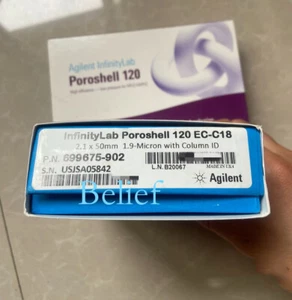 Agilent InfinityLab
Poroshell 120
InfinityLab Poroshell 120 EC-C18
2.1 x 50mm 1.9-Micron with Column ID
P.N. 699675-902
S.N. USJSA05842
L.N. B20067
MADE IN USA
Agilent
Belief